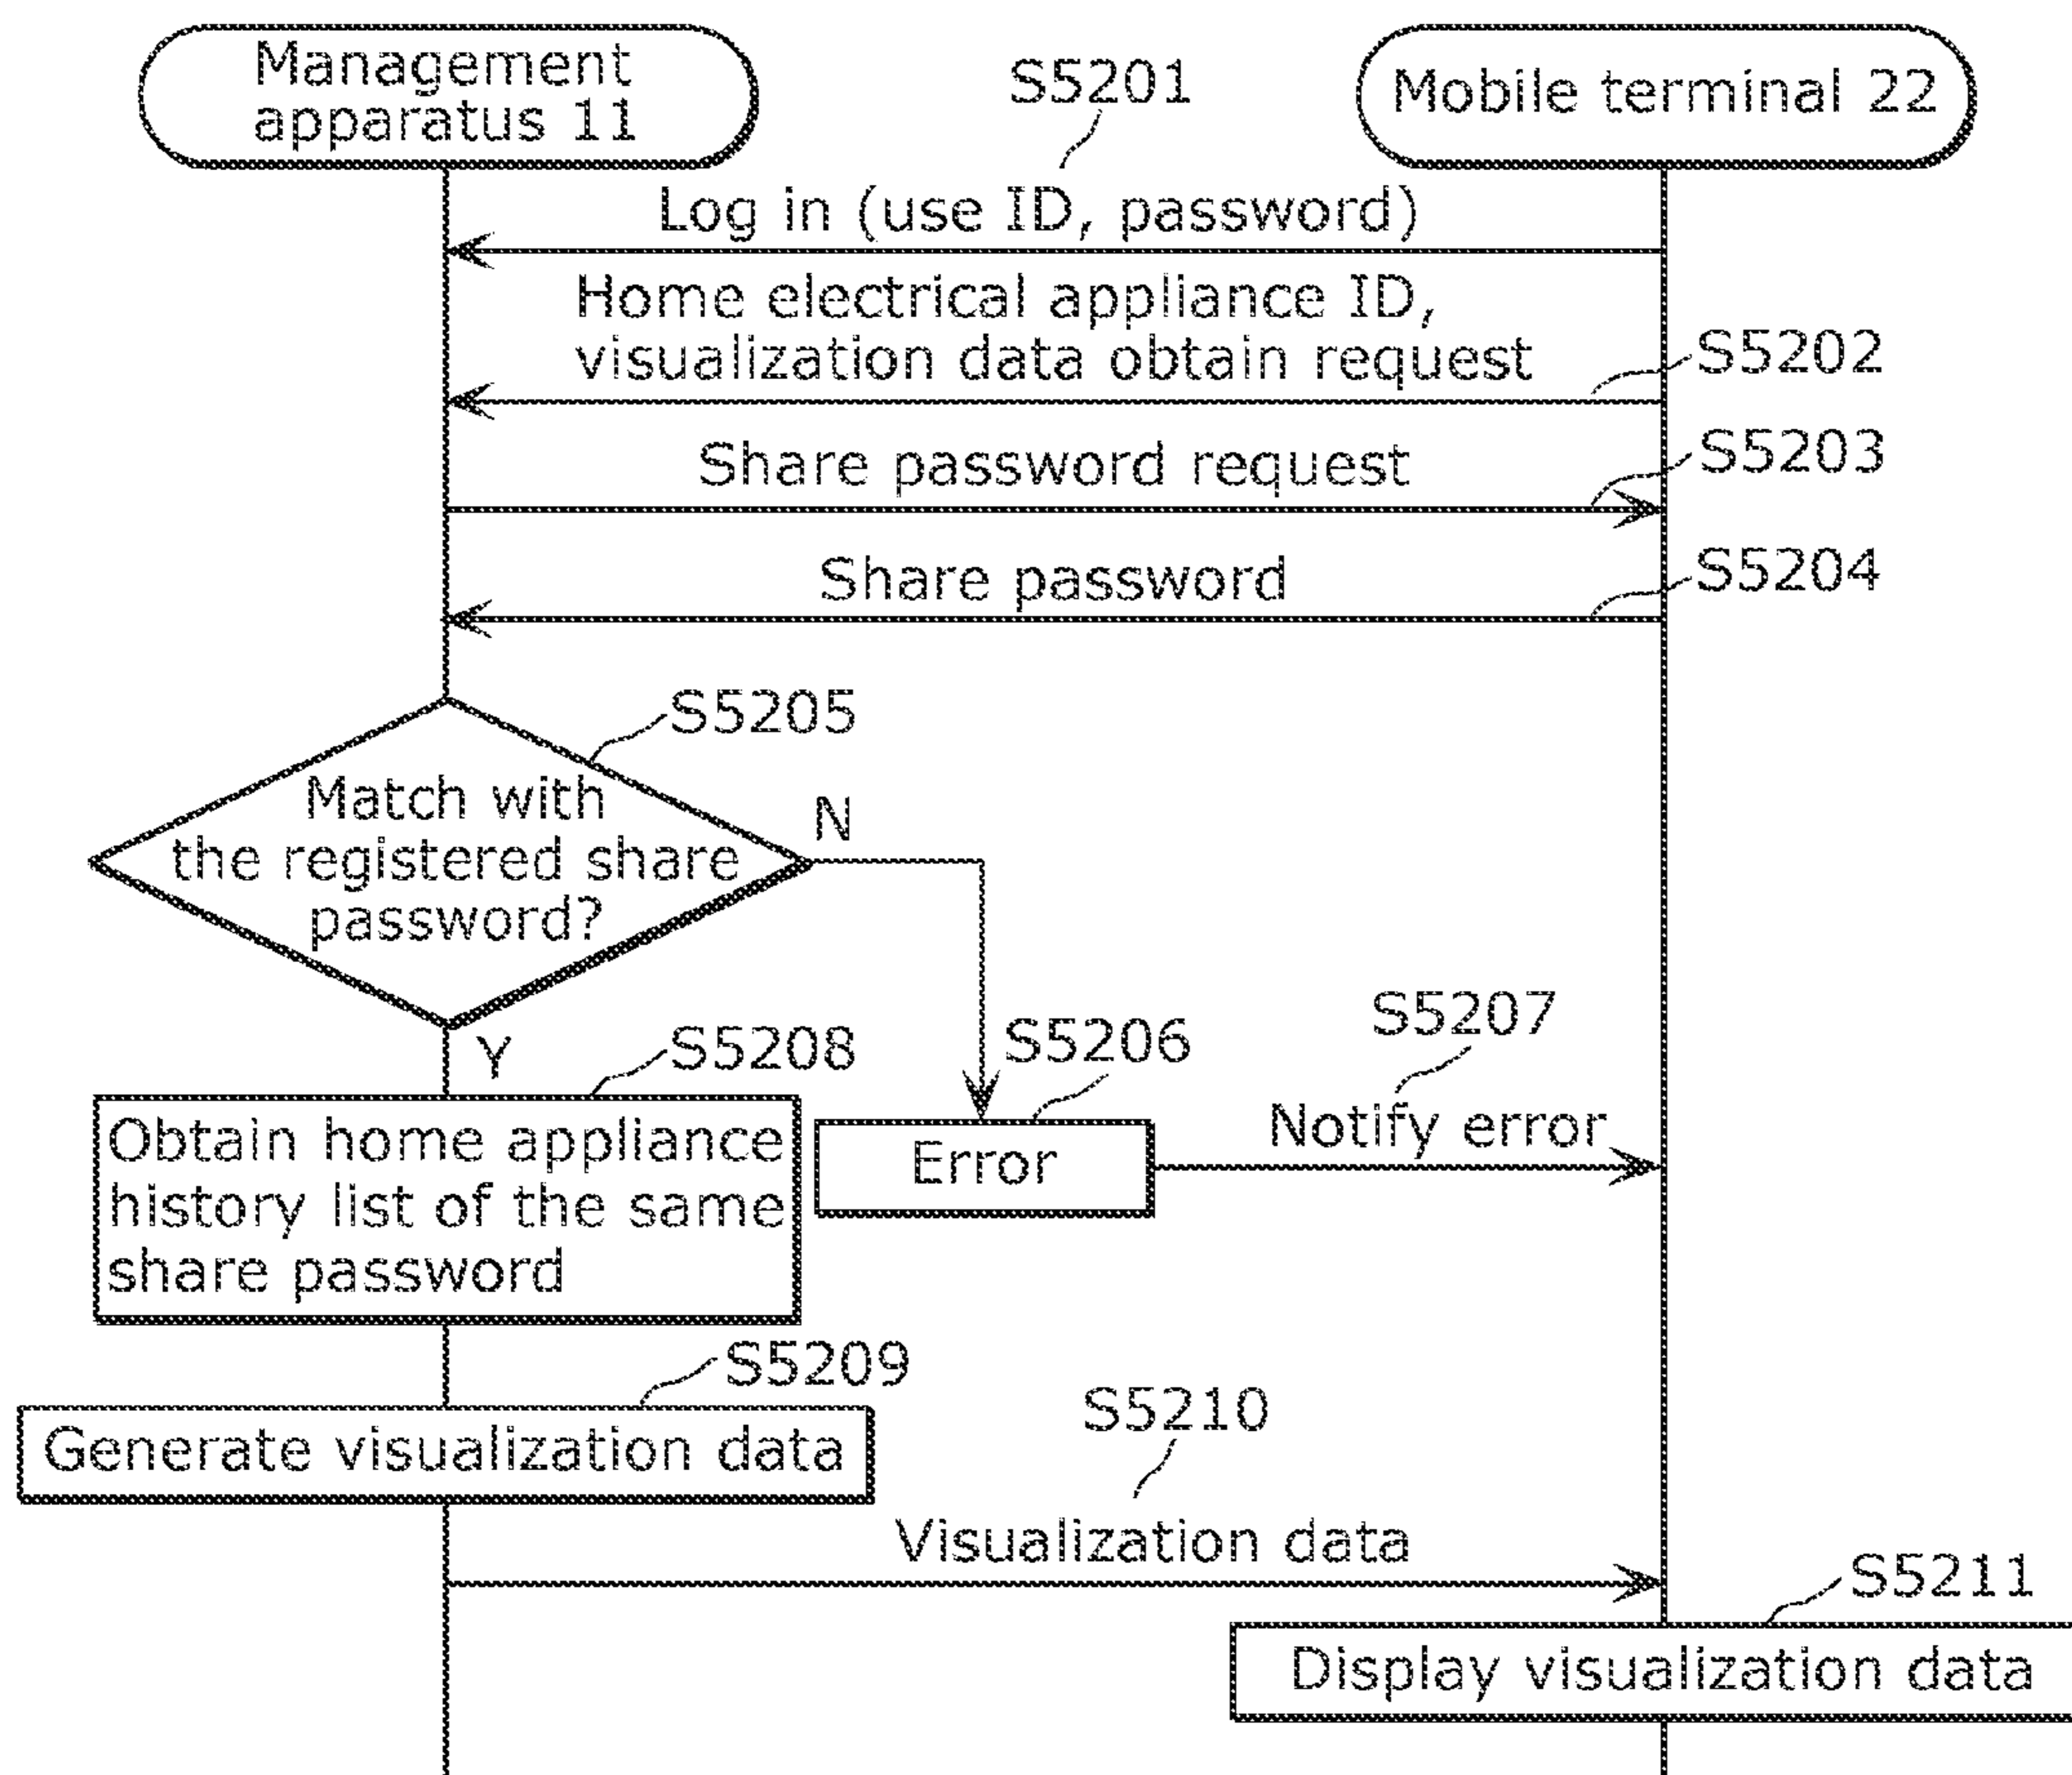 Management
apparatus 11
S5201
Mobile terminal 22
Log in (use ID, password)
Home electrical appliance ID,
visualization data obtain request
S5202
Share password request
S5203
Share password
S5204
S5205
Match with
the registered share
password?
N
Y
S5208
S5206
S5207
Obtain home appliance
history list of the same
share password
Error
Notify error
S5209
Generate visualization data
S5210
Visualization data
S5211
Display visualization data